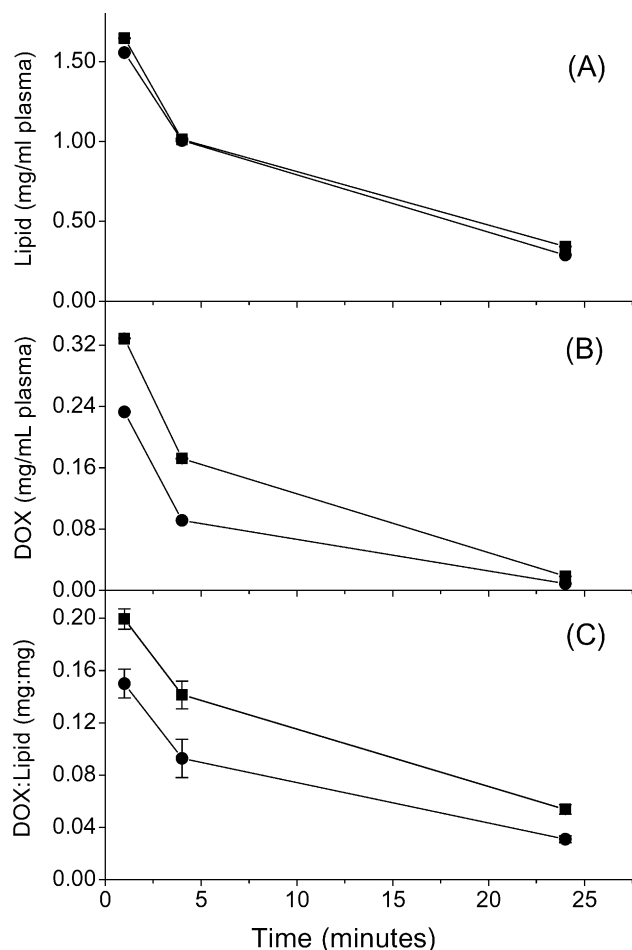 (A)
Lipid (mg/ml plasma)
1.50
1.00
0.50
0.00
(B)
DOX (mg/mL plasma)
0.32
0.24
0.16
0.08
0.00
(C)
DOX:Lipid (mg:mg)
0.20
0.16
0.12
0.08
0.04
0.00
0 5 10 15 20 25
Time (minutes)